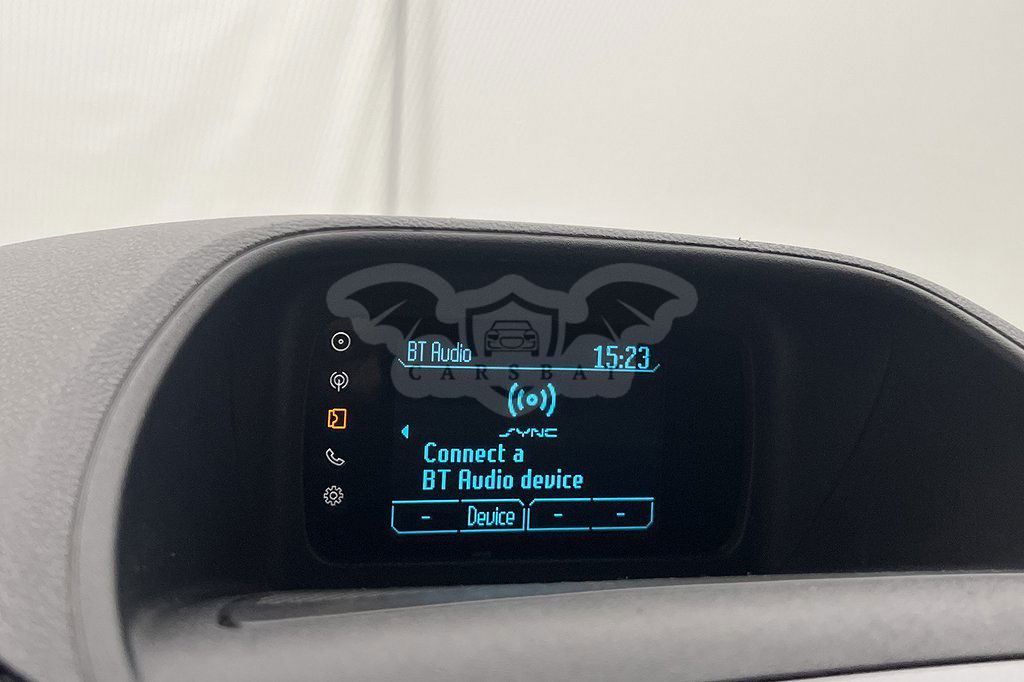 BT Audio 15:23
CARSBAT
SYNC
Connect a
BT Audio device
- Device - -